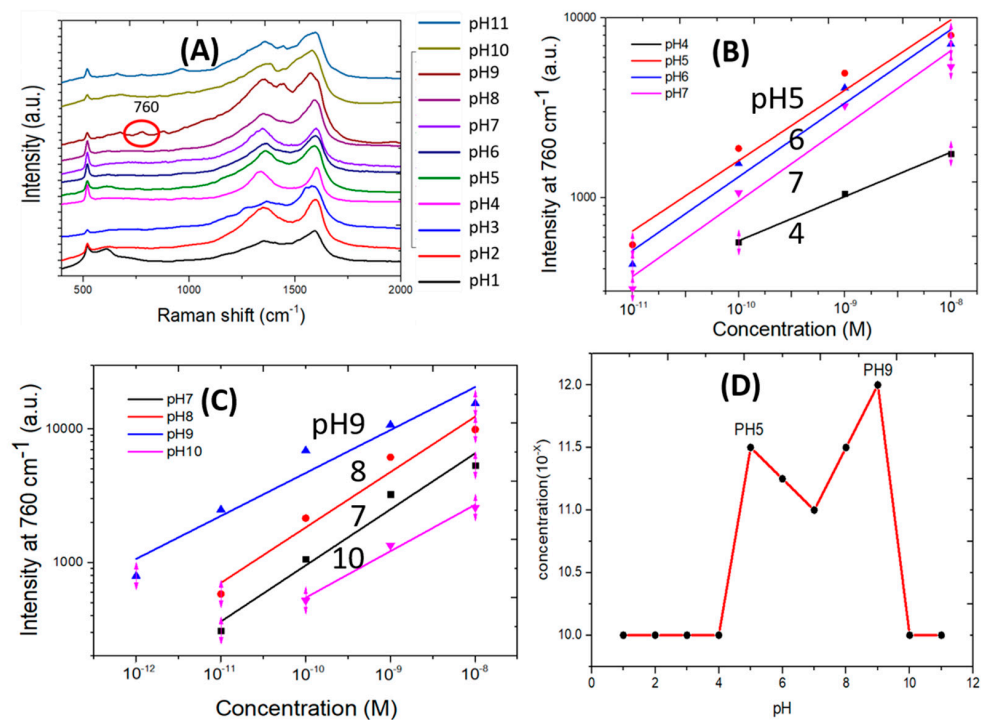 (A)
760
Intensity (a.u.)
500 1000 1500 2000
Raman shift (cm⁻¹)
pH11
pH10
pH9
pH8
pH7
pH6
pH5
pH4
pH3
pH2
pH1
(B)
pH4
pH5
pH6
pH7
pH5
6
7
4
10000
1000
Intensity at 760 cm⁻¹ (a.u.)
10⁻¹¹ 10⁻¹⁰ 10⁻⁹ 10⁻⁸
Concentration (M)
(C)
pH7
pH8
pH9
pH10
pH9
8
7
10
10000
1000
Intensity at 760 cm⁻¹ (a.u.)
10⁻¹² 10⁻¹¹ 10⁻¹⁰ 10⁻⁹ 10⁻⁸
Concentration (M)
(D)
PH5
PH9
12.0
11.5
11.0
10.5
10.0
concentration(10⁻ˣ)
0 2 4 6 8 10 12
pH